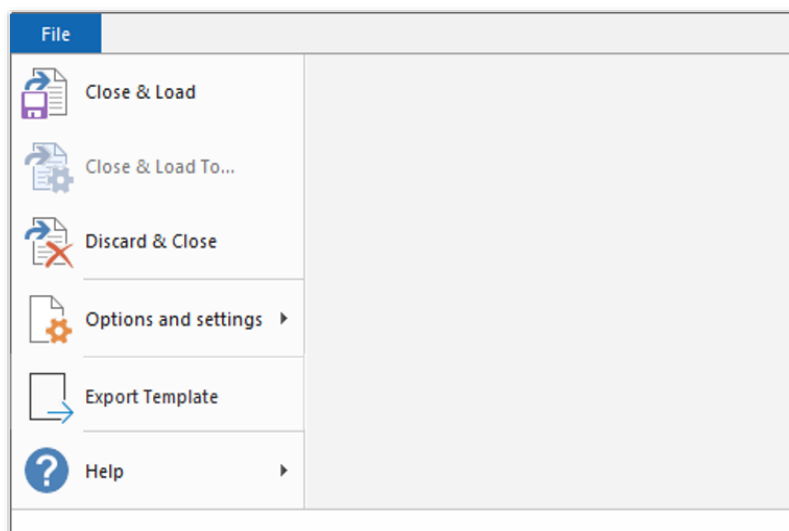 File
Close & Load
Close & Load To...
Discard & Close
Options and settings
Export Template
Help